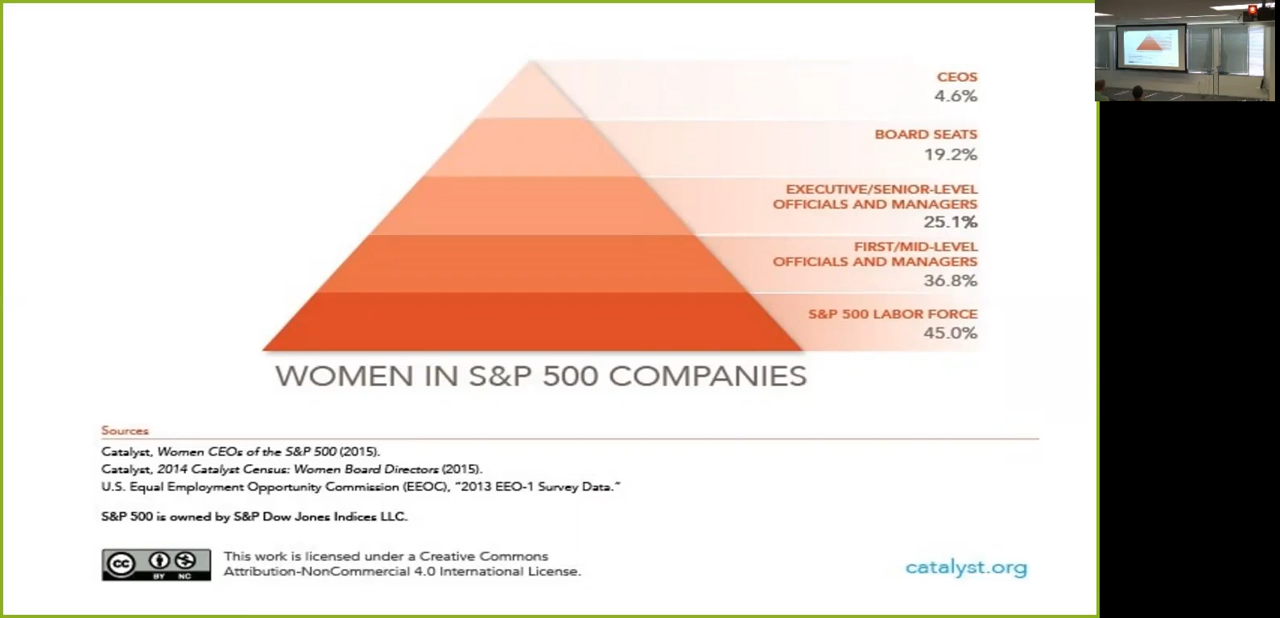 CEOS
4.6%
BOARD SEATS
19.2%
EXECUTIVE/SENIOR-LEVEL
OFFICIALS AND MANAGERS
25.1%
FIRST/MID-LEVEL
OFFICIALS AND MANAGERS
36.8%
S&P 500 LABOR FORCE
45.0%
WOMEN IN S&P 500 COMPANIES
Sources
Catalyst, Women CEOs of the S&P 500 (2015).
Catalyst, 2014 Catalyst Census: Women Board Directors (2015).
U.S. Equal Employment Opportunity Commission (EEOC), "2013 EEO-1 Survey Data."
S&P 500 is owned by S&P Dow Jones Indices LLC.
cc
BY NC
This work is licensed under a Creative Commons
Attribution-NonCommercial 4.0 International License.
catalyst.org